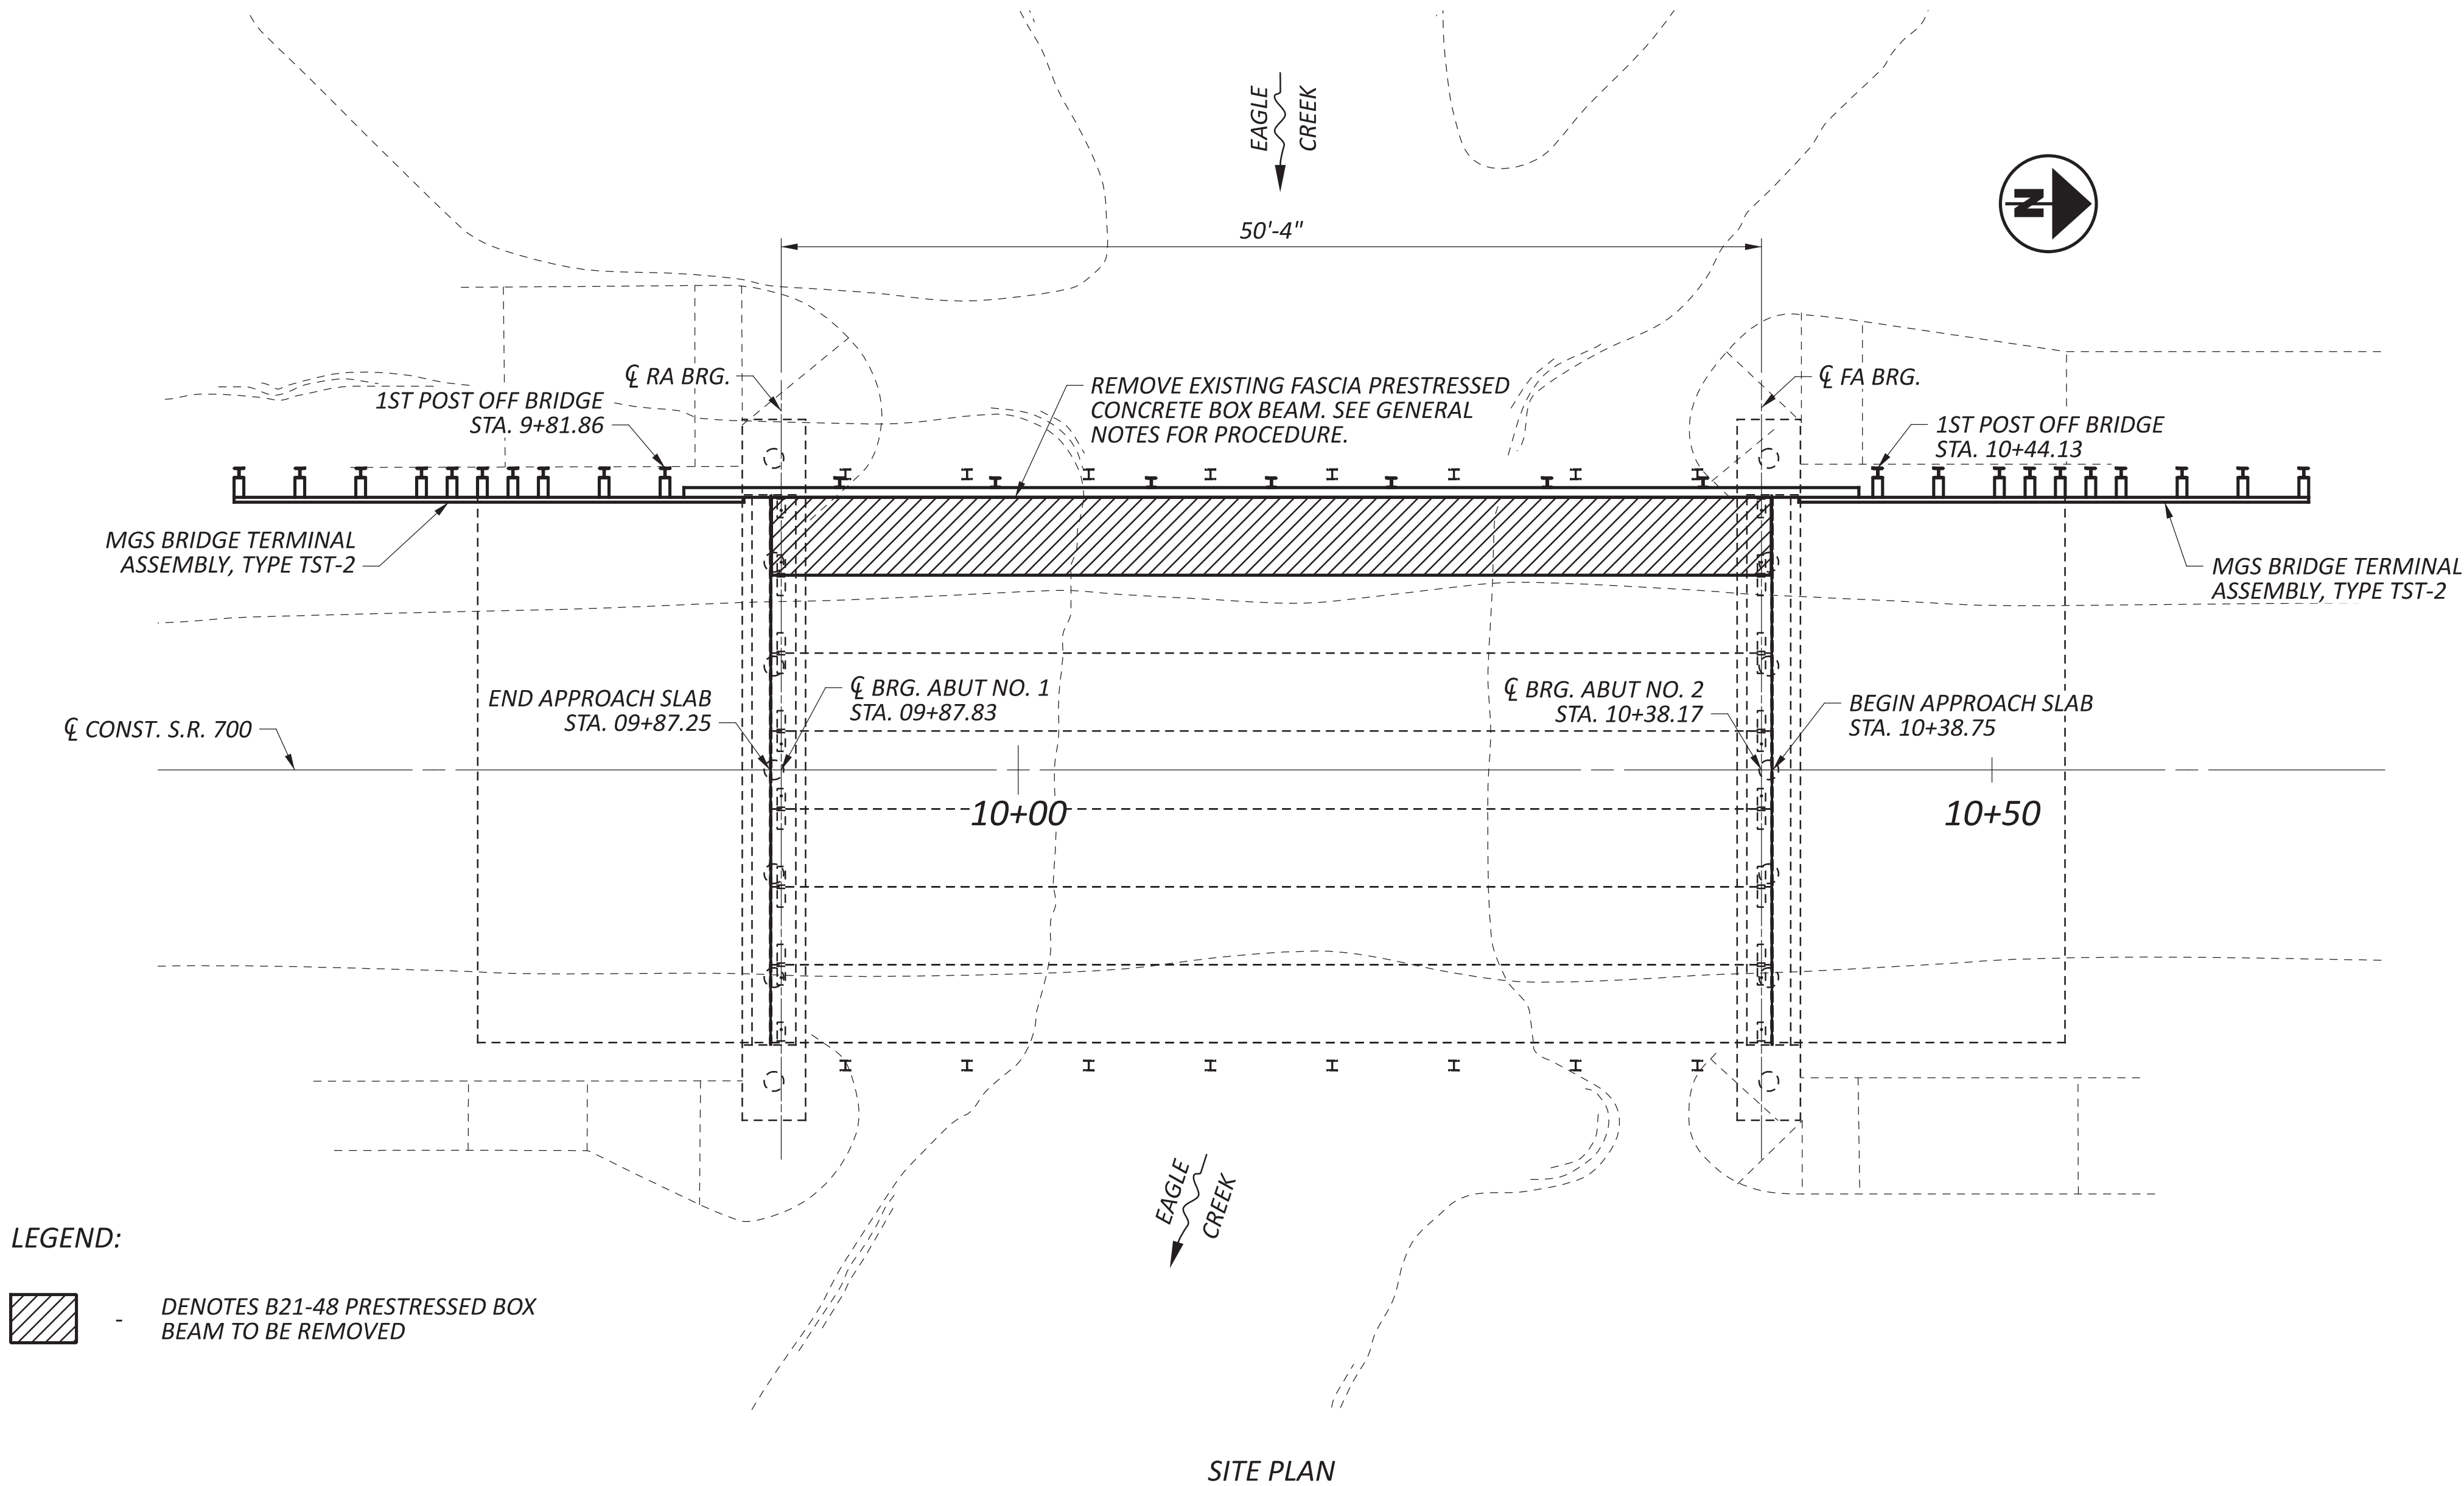 EAGLE
CREEK
N
50'-4"
℄ RA BRG.
1ST POST OFF BRIDGE
STA. 9+81.86
REMOVE EXISTING FASCIA PRESTRESSED
CONCRETE BOX BEAM. SEE GENERAL
NOTES FOR PROCEDURE.
℄ FA BRG.
1ST POST OFF BRIDGE
STA. 10+44.13
MGS BRIDGE TERMINAL
ASSEMBLY, TYPE TST-2
MGS BRIDGE TERMINAL
ASSEMBLY, TYPE TST-2
℄ CONST. S.R. 700
END APPROACH SLAB
STA. 09+87.25
℄ BRG. ABUT NO. 1
STA. 09+87.83
℄ BRG. ABUT NO. 2
STA. 10+38.17
BEGIN APPROACH SLAB
STA. 10+38.75
10+00
10+50
EAGLE
CREEK
LEGEND:
- DENOTES B21-48 PRESTRESSED BOX
BEAM TO BE REMOVED
SITE PLAN